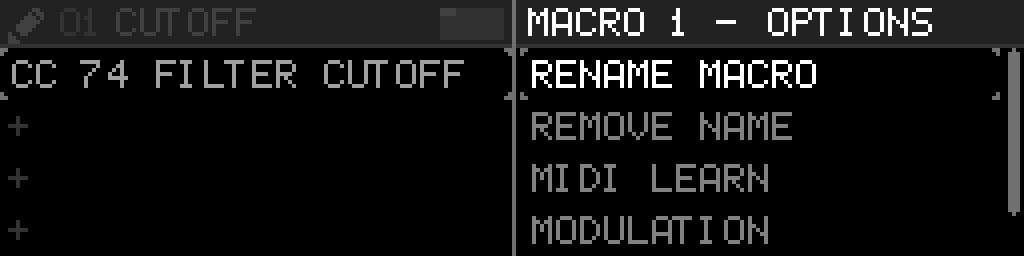 01 CUTOFF
CC 74 FILTER CUTOFF
+
+
+
MACRO 1 - OPTIONS
RENAME MACRO
REMOVE NAME
MIDI LEARN
MODULATION